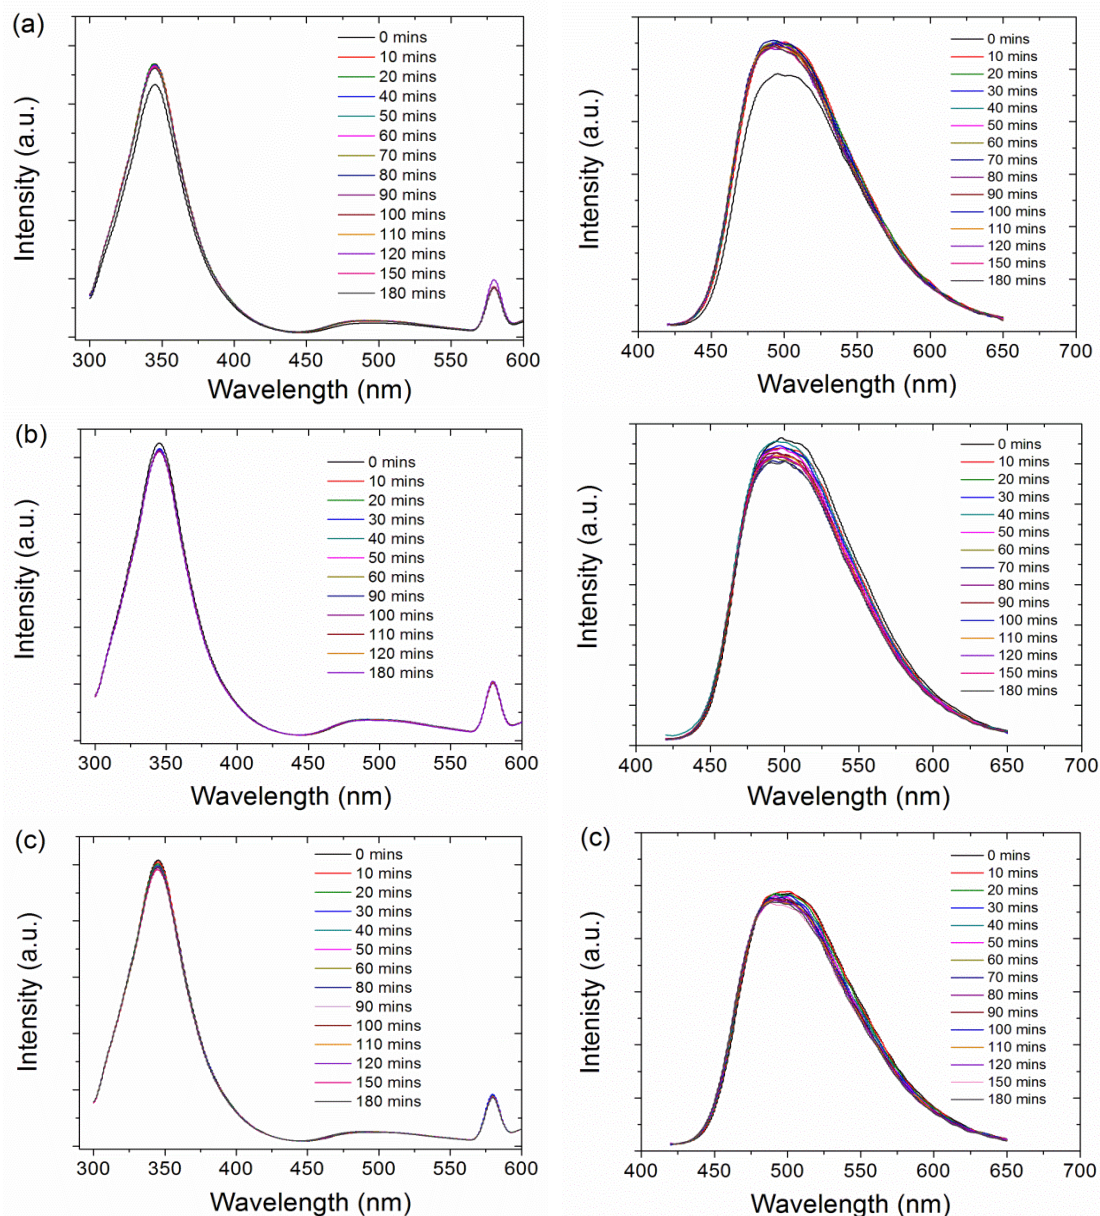 (a)
Intensity (a.u.)
0 mins
10 mins
20 mins
40 mins
50 mins
60 mins
70 mins
80 mins
90 mins
100 mins
110 mins
120 mins
150 mins
180 mins
300 350 400 450 500 550 600
Wavelength (nm)
Intensity (a.u.)
0 mins
10 mins
20 mins
30 mins
40 mins
50 mins
60 mins
70 mins
80 mins
90 mins
100 mins
110 mins
120 mins
150 mins
180 mins
400 450 500 550 600 650 700
Wavelength (nm)
(b)
Intensity (a.u.)
0 mins
10 mins
20 mins
30 mins
40 mins
50 mins
60 mins
90 mins
100 mins
110 mins
120 mins
180 mins
300 350 400 450 500 550 600
Wavelength (nm)
Intensity (a.u.)
0 mins
10 mins
20 mins
30 mins
40 mins
50 mins
60 mins
70 mins
80 mins
90 mins
100 mins
110 mins
120 mins
150 mins
180 mins
400 450 500 550 600 650 700
Wavelength (nm)
(c)
Intensity (a.u.)
0 mins
10 mins
20 mins
30 mins
40 mins
50 mins
60 mins
80 mins
90 mins
100 mins
110 mins
120 mins
150 mins
180 mins
300 350 400 450 500 550 600
Wavelength (nm)
(c)
Intenisty (a.u.)
0 mins
10 mins
20 mins
30 mins
40 mins
50 mins
60 mins
70 mins
80 mins
90 mins
100 mins
110 mins
120 mins
150 mins
180 mins
400 450 500 550 600 650 700
Wavelength (nm)